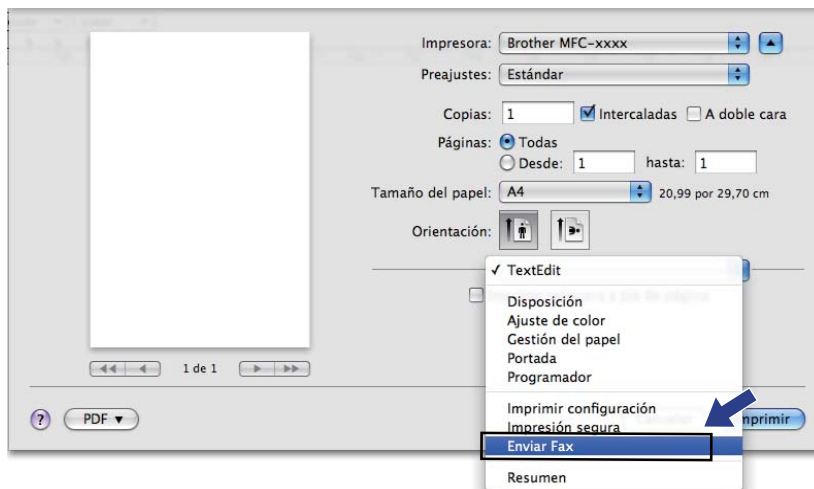 Impresora: Brother MFC-xxxx
Preajustes: Estándar
Copias: 1 Intercaladas A doble cara
Páginas: Todas
Desde: 1 hasta: 1
Tamaño del papel: A4 20,99 por 29,70 cm
Orientación:
✓ TextEdit
Disposición
Ajuste de color
Gestión del papel
Portada
Programador
1 de 1
Imprimir configuración
Impresión segura
Enviar Fax
Resumen
? PDF ▼ Cancelar mprimir